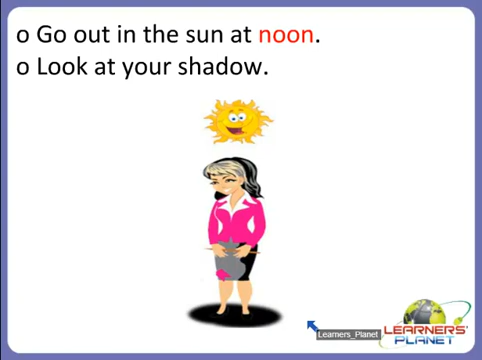 o Go out in the sun at noon.
o Look at your shadow.
Learners_Planet
LEARNERS'
PLANET